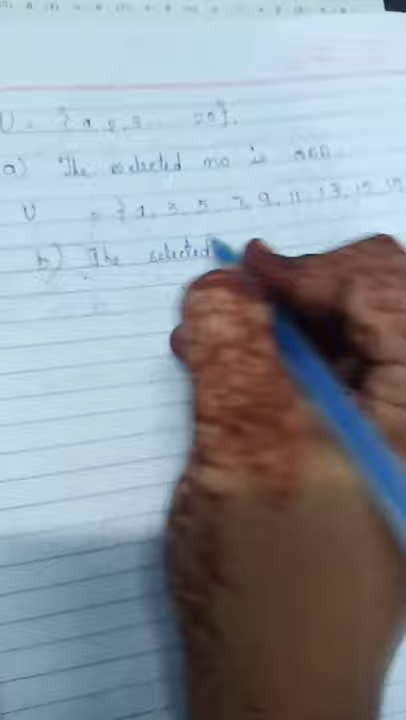 U = {1, 2, 3 ... 20}.
a) The selected no is odd
U = {1, 3, 5, 7, 9, 11, 13, 15, 17
b) The selected